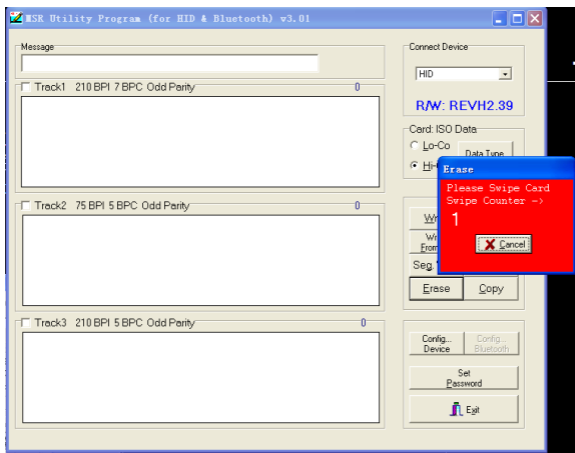 MSR Utility Program (for HID & Bluetooth) v3.01
Message
Connect Device
HID
Track1 210 BPI 7 BPC Odd Parity 0
R/W: REVH2.39
Card: ISO Data
Lo-Co
Data Type
Erase
Please Swipe Card
Swipe Counter ->
1
Cancel
Track2 75 BPI 5 BPC Odd Parity 0
Erase
Copy
Track3 210 BPI 5 BPC Odd Parity 0
Config... Device
Config... Bluetooth
Set Password
Exit